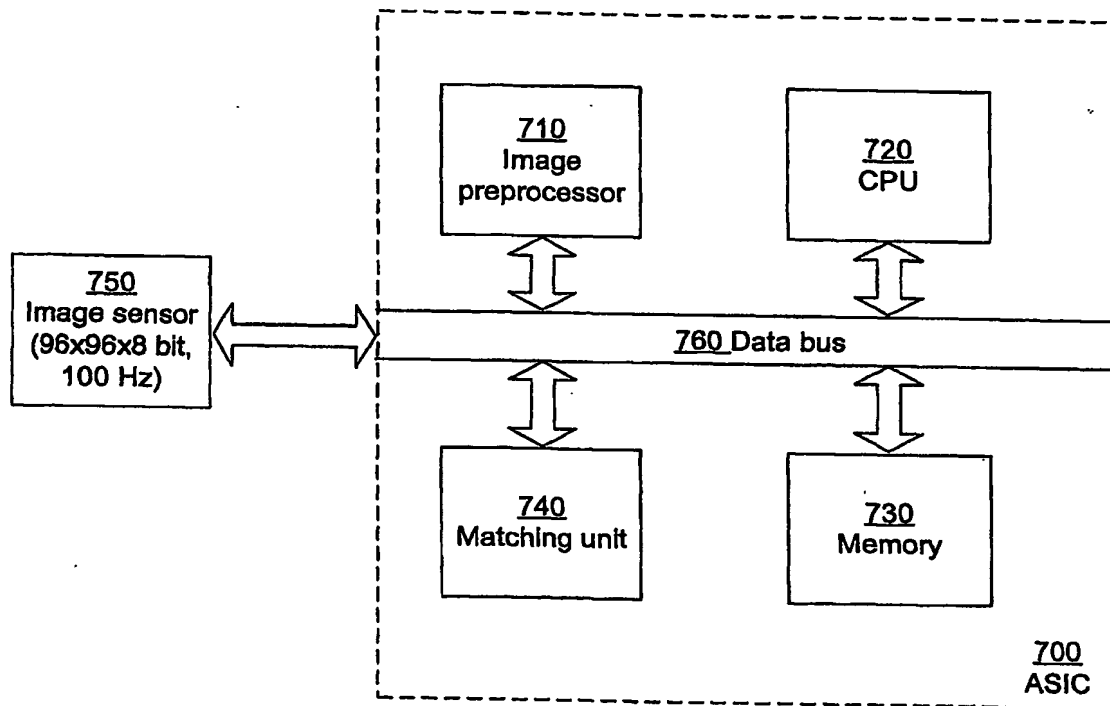 710
Image
preprocessor
720
CPU
750
Image sensor
(96x96x8 bit,
100 Hz)
760 Data bus
740
Matching unit
730
Memory
700
ASIC